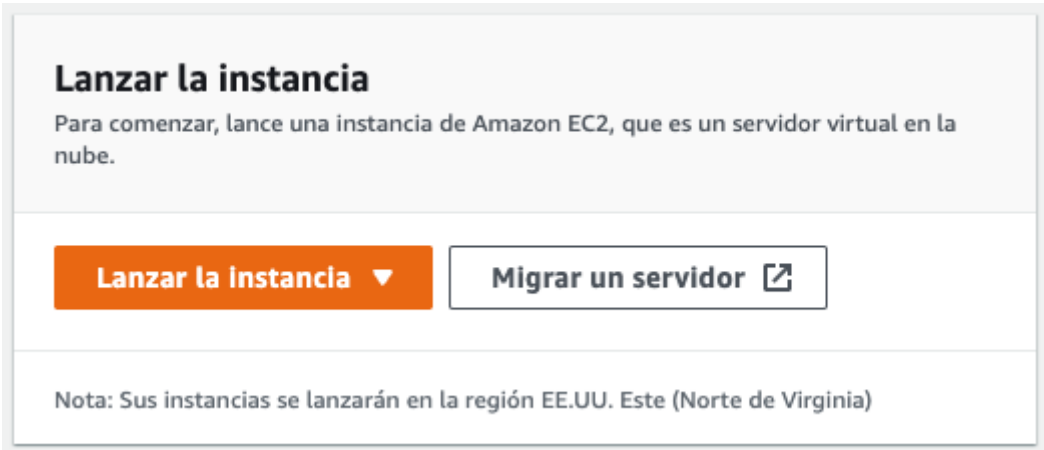 Lanzar la instancia
Para comenzar, lance una instancia de Amazon EC2, que es un servidor virtual en la
nube.
Lanzar la instancia
Migrar un servidor
Nota: Sus instancias se lanzarán en la región EE.UU. Este (Norte de Virginia)